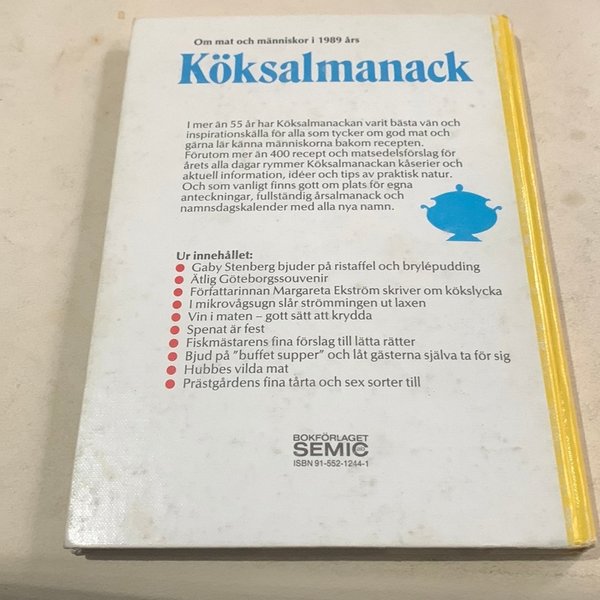 Om mat och människor i 1989 års
Köksalmanack
I mer än 55 år har Köksalmanackan varit bästa vän och
inspirationskälla för alla som tycker om god mat och
gärna lär känna människorna bakom recepten.
Förutom mer än 400 recept och matsedelsförslag för
årets alla dagar rymmer Köksalmanackan kåserier och
aktuell information, idéer och tips av praktisk natur.
Och som vanligt finns gott om plats för egna
anteckningar, fullständig årsalmanack och
namnsdagskalender med alla nya namn.
Ur innehållet:
● Gaby Stenberg bjuder på ristaffel och brylépudding
● Ätlig Göteborgssouvenir
● Författarinnan Margareta Ekström skriver om kökslycka
● I mikrovågsugn slår strömmingen ut laxen
● Vin i maten – gott sätt att krydda
● Spenat är fest
● Fiskmästarens fina förslag till lätta rätter
● Bjud på "buffet supper" och låt gästerna själva ta för sig
● Hubbes vilda mat
● Prästgårdens fina tårta och sex sorter till
BOKFÖRLAGET
SEMIC
ISBN 91-552-1244-1